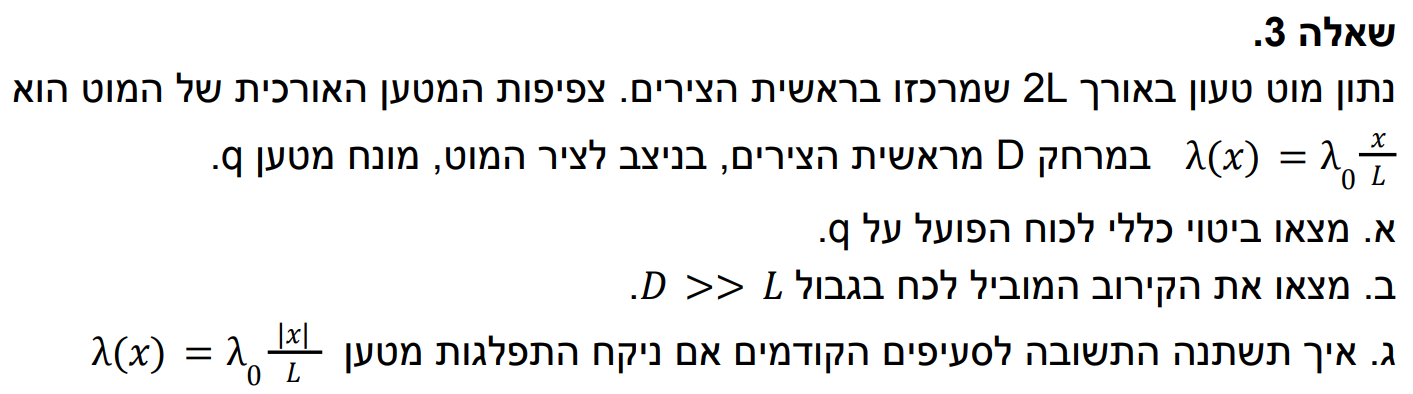 שאלה 3.
נתון מוט טעון באורך 2L שמרכזו בראשית הצירים. צפיפות המטען האורכית של המוט הוא
λ(x) = λ₀ x/L במרחק D מראשית הצירים, בניצב לציר המוט, מונח מטען q.
א. מצאו ביטוי כללי לכוח הפועל על q.
ב. מצאו את הקירוב המוביל לכח בגבול D >> L.
ג. איך תשתנה התשובה לסעיפים הקודמים אם ניקח התפלגות מטען λ(x) = λ₀ |x|/L